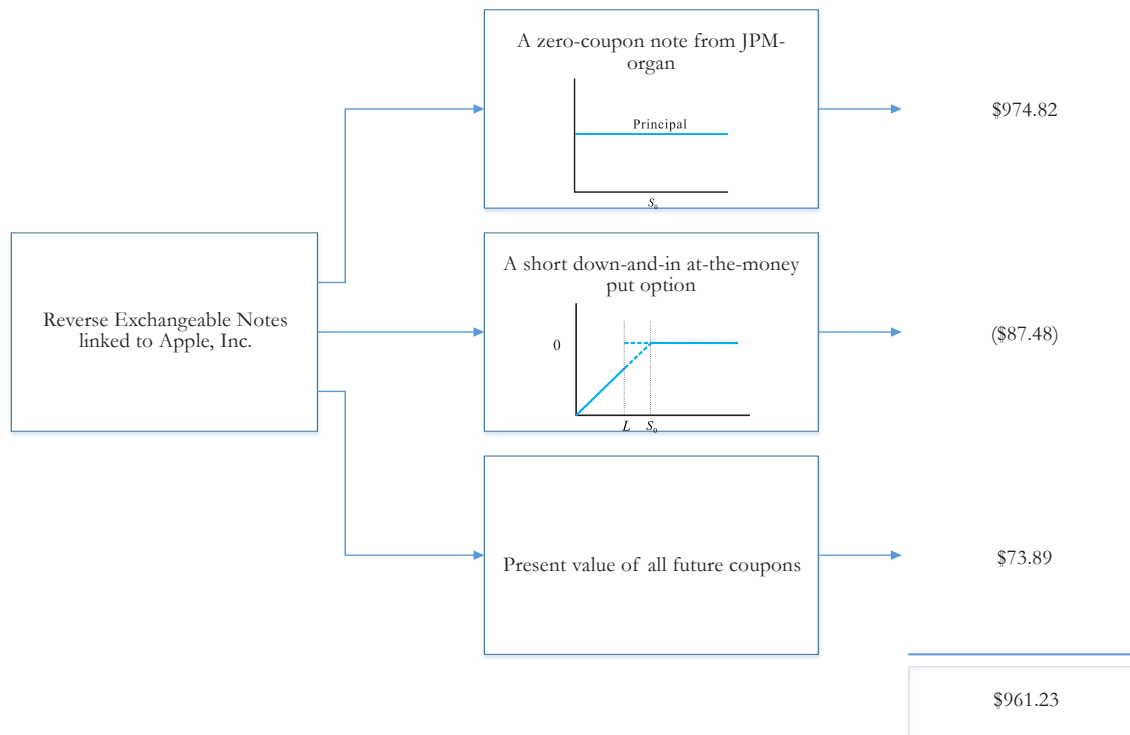 A zero-coupon note from JPM-
organ
Principal
S₀
$974.82
Reverse Exchangeable Notes
linked to Apple, Inc.
A short down-and-in at-the-money
put option
0
L S₀
($87.48)
Present value of all future coupons
$73.89
$961.23